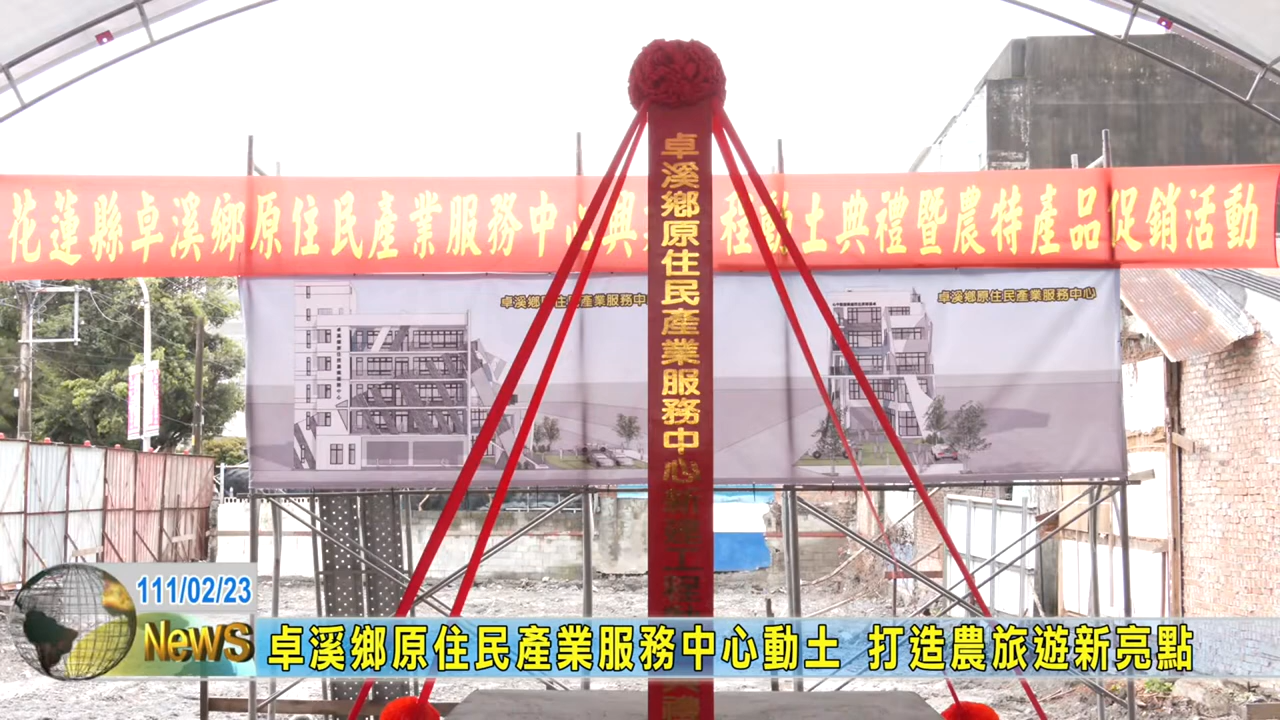 花蓮縣卓溪鄉原住民產業服務中心興 程動土典禮暨農特產品促銷活動
卓溪鄉原住民產業服務中心新建工程
卓溪鄉原住民產業服務中
卓溪鄉原住民產業服務中心
111/02/23
NewS
卓溪鄉原住民產業服務中心動土 打造農旅遊新亮點